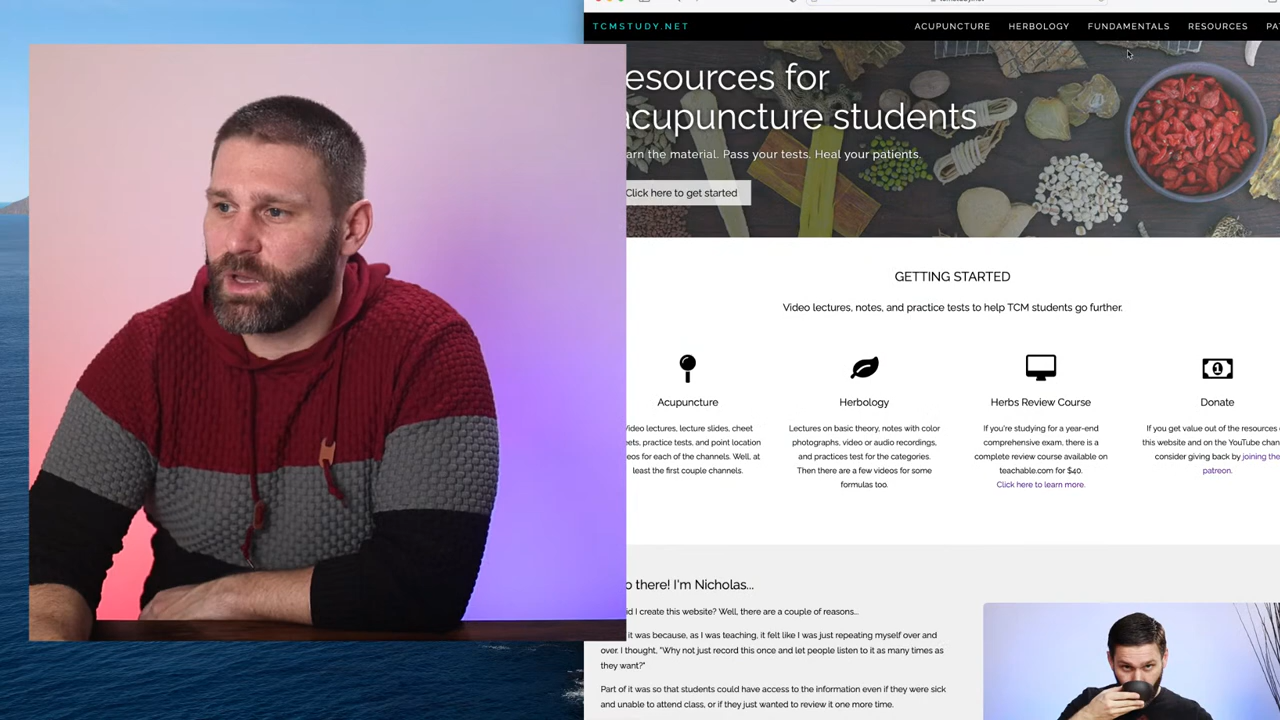 TCMSTUDY.NET
ACUPUNCTURE HERBOLOGY FUNDAMENTALS RESOURCES PA
esources for
acupuncture students
arn the material. Pass your tests. Heal your patients.
Click here to get started
GETTING STARTED
Video lectures, notes, and practice tests to help TCM students go further.
Acupuncture
Video lectures, lecture slides, cheet
eets, practice tests, and point location
eos for each of the channels. Well, at
least the first couple channels.
Herbology
Lectures on basic theory, notes with color
photographs, video or audio recordings,
and practices test for the categories.
Then there are a few videos for some
formulas too.
Herbs Review Course
If you're studying for a year-end
comprehensive exam, there is a
complete review course available on
teachable.com for $40.
Click here to learn more.
Donate
If you get value out of the resources
this website and on the YouTube chan
consider giving back by joining the
patreon.
o there! I'm Nicholas...
id I create this website? Well, there are a couple of reasons...
it was because, as I was teaching, it felt like I was just repeating myself over and
over. I thought, "Why not just record this once and let people listen to it as many times as
they want?"
Part of it was so that students could have access to the information even if they were sick
and unable to attend class, or if they just wanted to review it one more time.